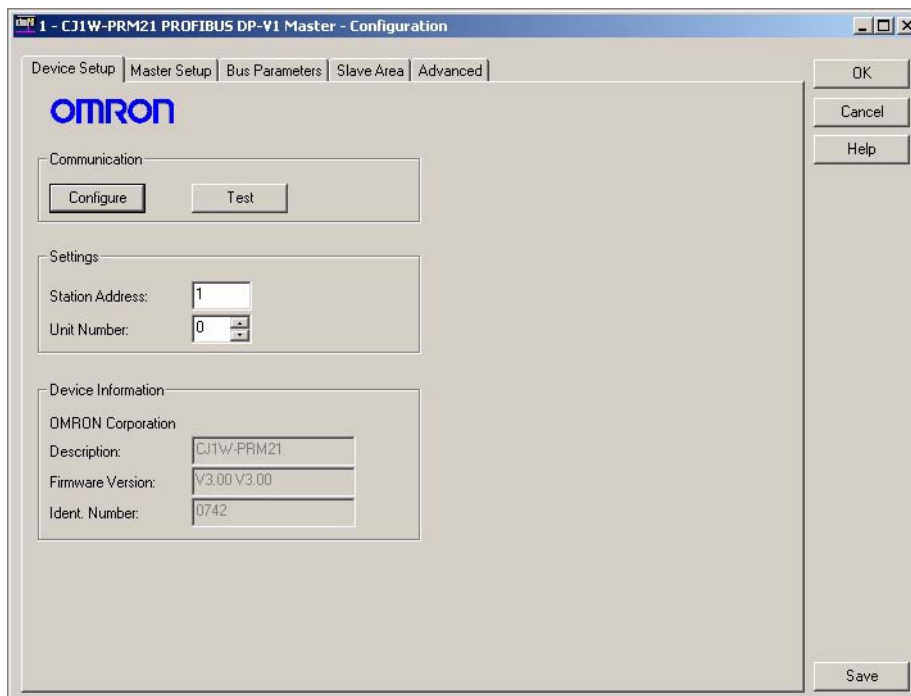 1 - CJ1W-PRM21 PROFIBUS DP-V1 Master - Configuration
Device Setup Master Setup Bus Parameters Slave Area Advanced
OK
OMRON
Cancel
Help
Communication
Configure Test
Settings
Station Address: 1
Unit Number: 0
Device Information
OMRON Corporation
Description: CJ1W-PRM21
Firmware Version: V3.00 V3.00
Ident. Number: 0742
Save